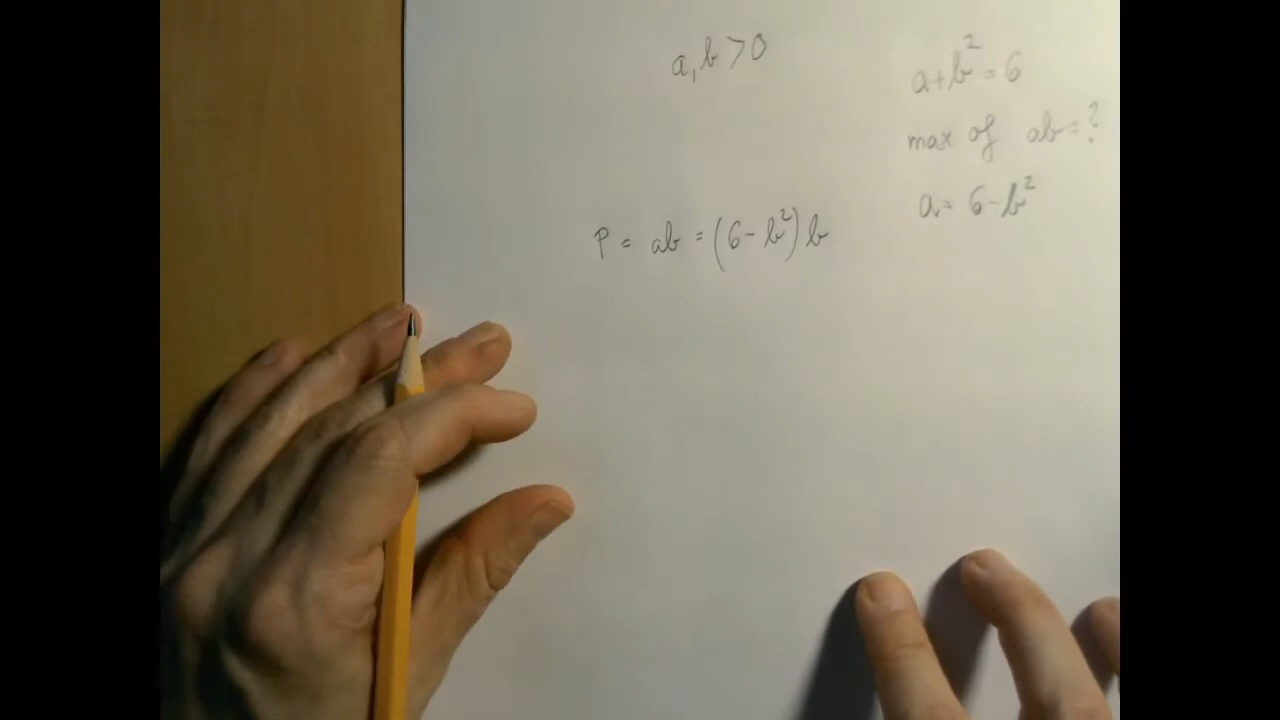 a, b > 0
a + b² = 6
max of ab = ?
a = 6 - b²
P = ab = (6 - b²) b